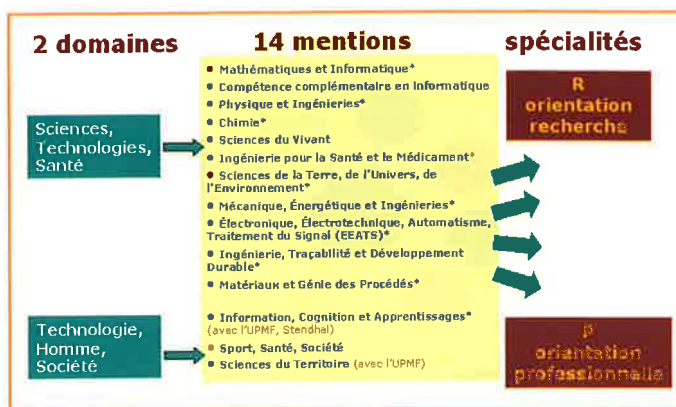 2 domaines
14 mentions
spécialités
Sciences,
Technologies,
Santé
• Mathématiques et Informatique*
• Compétence complémentaire en Informatique
• Physique et Ingénieries*
• Chimie*
• Sciences du Vivant
• Ingénierie pour la Santé et le Médicament*
• Sciences de la Terre, de l'Univers, de
l'Environnement*
• Mécanique, Énergétique et Ingénieries*
• Électronique, Électrotechnique, Automatisme,
Traitement du Signal (EEATS)*
• Ingénierie, Traçabilité et Développement
Durable*
• Matériaux et Génie des Procédés*
Technologie,
Homme,
Société
• Information, Cognition et Apprentissages*
(avec l'UPMF, Stendhal)
• Sport, Santé, Société
• Sciences du Territoire (avec l'UPMF)
R
orientation
recherche
P
orientation
professionnelle